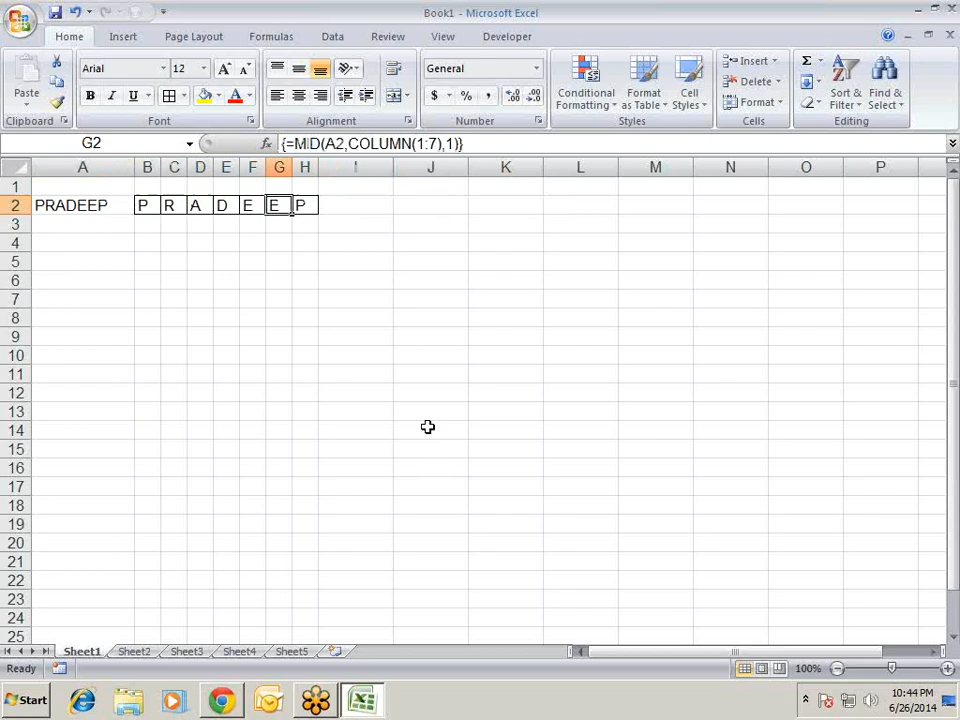 Book1 - Microsoft Excel
Home Insert Page Layout Formulas Data Review View Developer
Paste
Clipboard
Arial 12
B I U
Font
Alignment
General
$ % ,
Number
Conditional Formatting
Format as Table
Cell Styles
Styles
Insert
Delete
Format
Cells
Sort & Filter
Find & Select
Editing
G2 fx {=MID(A2,COLUMN(1:7),1)}
A B C D E F G H I J K L M N O P
1
2 PRADEEP P R A D E E P
3
4
5
6
7
8
9
10
11
12
13
14
15
16
17
18
19
20
21
22
23
24
25
Sheet1 Sheet2 Sheet3 Sheet4 Sheet5
Ready 100%
Start 10:44 PM
6/26/2014